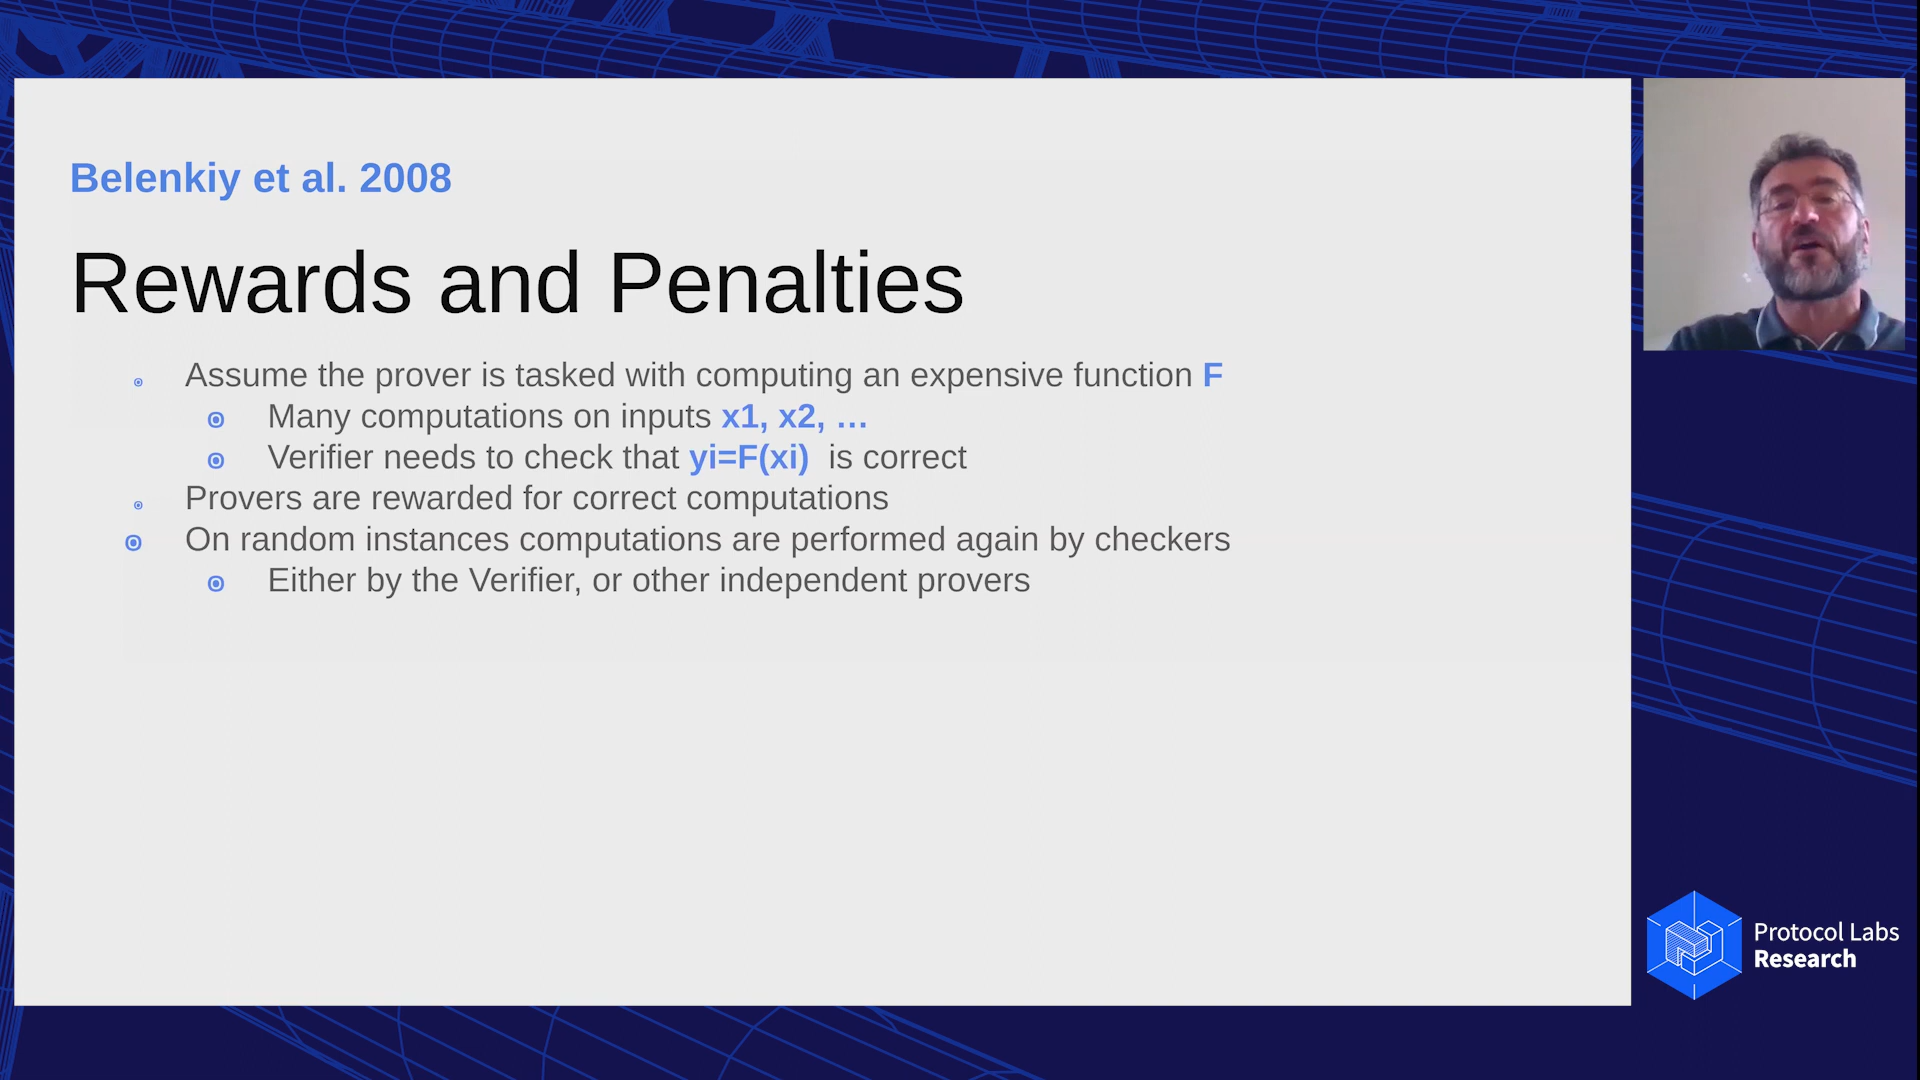 Belenkiy et al. 2008
Rewards and Penalties
Assume the prover is tasked with computing an expensive function F
Many computations on inputs x1, x2, …
Verifier needs to check that yi=F(xi) is correct
Provers are rewarded for correct computations
On random instances computations are performed again by checkers
Either by the Verifier, or other independent provers
Protocol Labs
Research